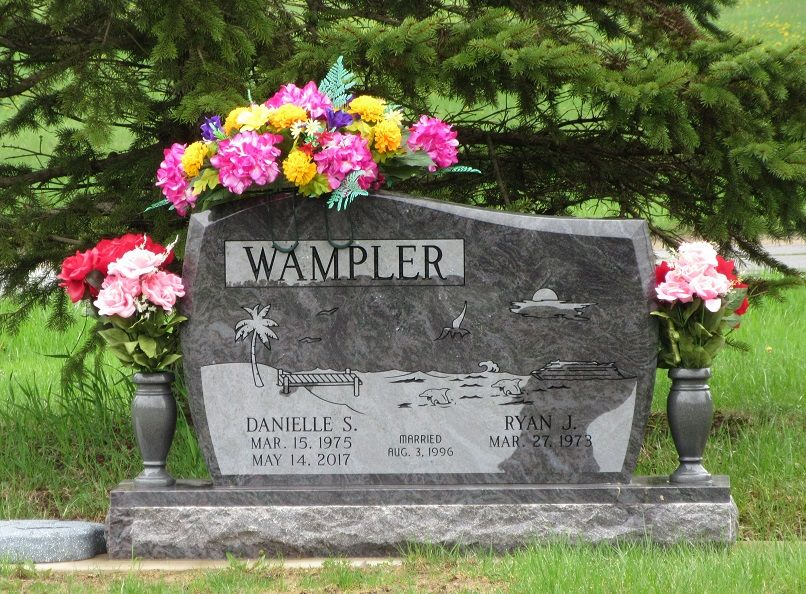 WAMPLER
DANIELLE S.
MAR. 15, 1975
MAY 14, 2017
MARRIED
AUG. 3, 1996
RYAN J.
MAR. 27, 1973